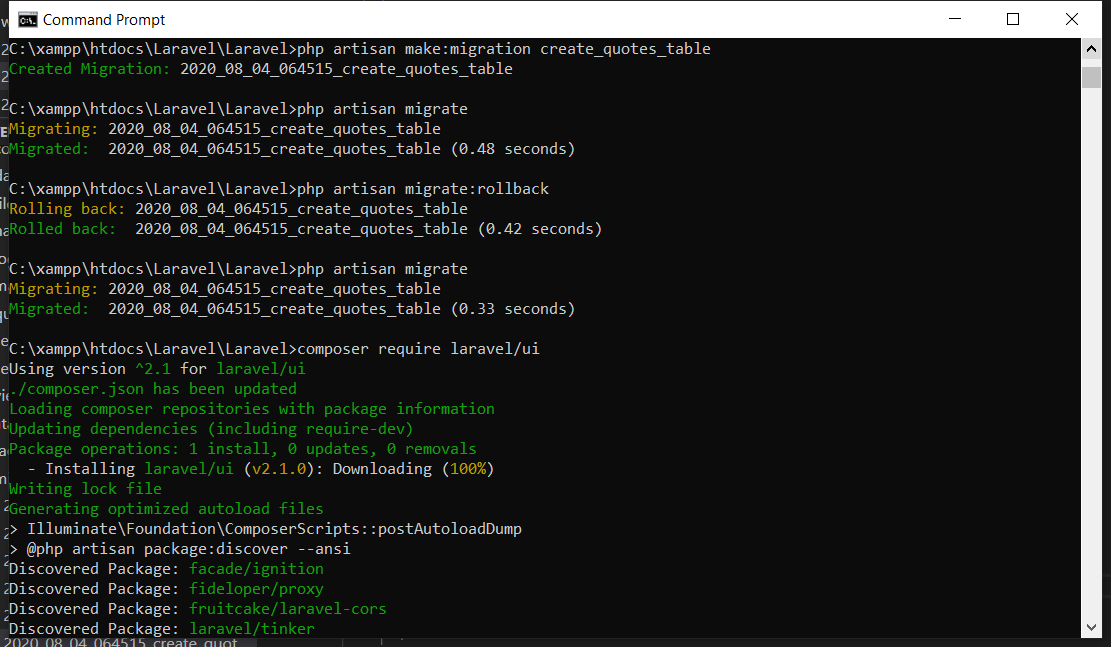 Command Prompt
C:\xampp\htdocs\Laravel\Laravel>php artisan make:migration create_quotes_table
Created Migration: 2020_08_04_064515_create_quotes_table
C:\xampp\htdocs\Laravel\Laravel>php artisan migrate
Migrating: 2020_08_04_064515_create_quotes_table
Migrated:  2020_08_04_064515_create_quotes_table (0.48 seconds)
C:\xampp\htdocs\Laravel\Laravel>php artisan migrate:rollback
Rolling back: 2020_08_04_064515_create_quotes_table
Rolled back:  2020_08_04_064515_create_quotes_table (0.42 seconds)
C:\xampp\htdocs\Laravel\Laravel>php artisan migrate
Migrating: 2020_08_04_064515_create_quotes_table
Migrated:  2020_08_04_064515_create_quotes_table (0.33 seconds)
C:\xampp\htdocs\Laravel\Laravel>composer require laravel/ui
Using version ^2.1 for laravel/ui
./composer.json has been updated
Loading composer repositories with package information
Updating dependencies (including require-dev)
Package operations: 1 install, 0 updates, 0 removals
  - Installing laravel/ui (v2.1.0): Downloading (100%)
Writing lock file
Generating optimized autoload files
> Illuminate\Foundation\ComposerScripts::postAutoloadDump
> @php artisan package:discover --ansi
Discovered Package: facade/ignition
Discovered Package: fideloper/proxy
Discovered Package: fruitcake/laravel-cors
Discovered Package: laravel/tinker
2020_08_04_064515_create_quot